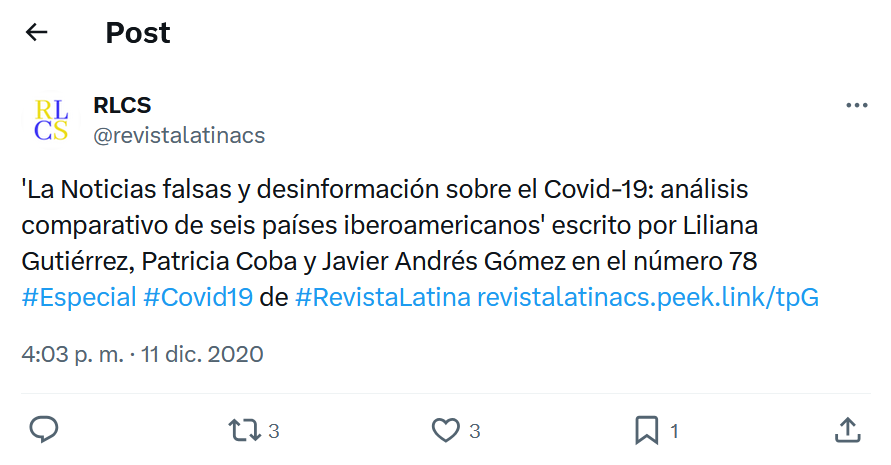 Post
RL
CS
RLCS
@revistalatinacs
'La Noticias falsas y desinformación sobre el Covid-19: análisis
comparativo de seis países iberoamericanos' escrito por Liliana
Gutiérrez, Patricia Coba y Javier Andrés Gómez en el número 78
#Especial #Covid19 de #RevistaLatina revistalatinacs.peek.link/tpG
4:03 p. m. · 11 dic. 2020
3 3 1